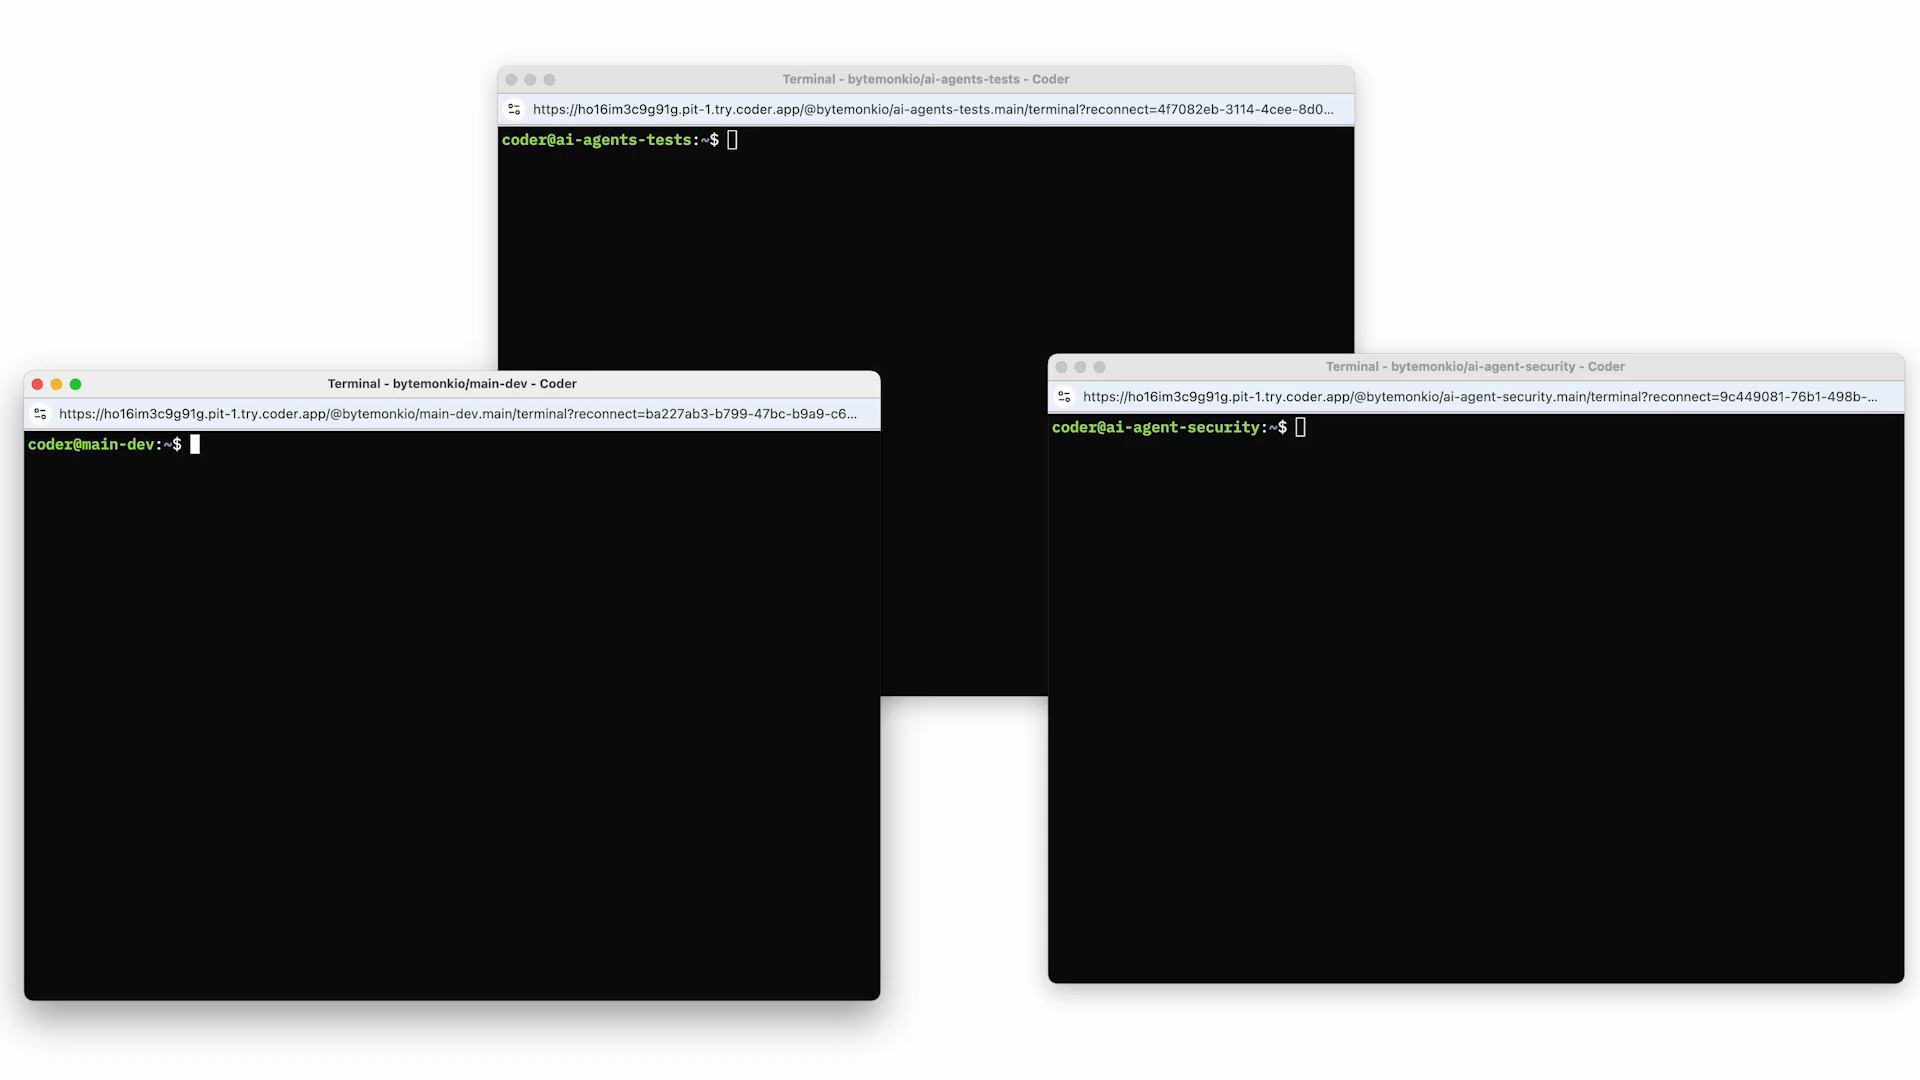 Terminal - bytemonkio/ai-agents-tests - Coder
https://ho16im3c9g91g.pit-1.try.coder.app/@bytemonkio/ai-agents-tests.main/terminal?reconnect=4f7082eb-3114-4cee-8d0...
coder@ai-agents-tests:~$
Terminal - bytemonkio/main-dev - Coder
https://ho16im3c9g91g.pit-1.try.coder.app/@bytemonkio/main-dev.main/terminal?reconnect=ba227ab3-b799-47bc-b9a9-c6...
coder@main-dev:~$
Terminal - bytemonkio/ai-agent-security - Coder
https://ho16im3c9g91g.pit-1.try.coder.app/@bytemonkio/ai-agent-security.main/terminal?reconnect=9c449081-76b1-498b-...
coder@ai-agent-security:~$